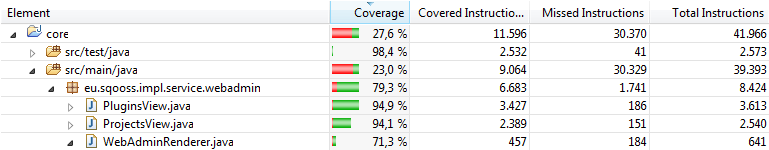 Element Coverage Covered Instructio... Missed Instructions Total Instructions
core 27,6 % 11.596 30.370 41.966
src/test/java 98,4 % 2.532 41 2.573
src/main/java 23,0 % 9.064 30.329 39.393
eu.sqooss.impl.service.webadmin 79,3 % 6.683 1.741 8.424
PluginsView.java 94,9 % 3.427 186 3.613
ProjectsView.java 94,1 % 2.389 151 2.540
WebAdminRenderer.java 71,3 % 457 184 641